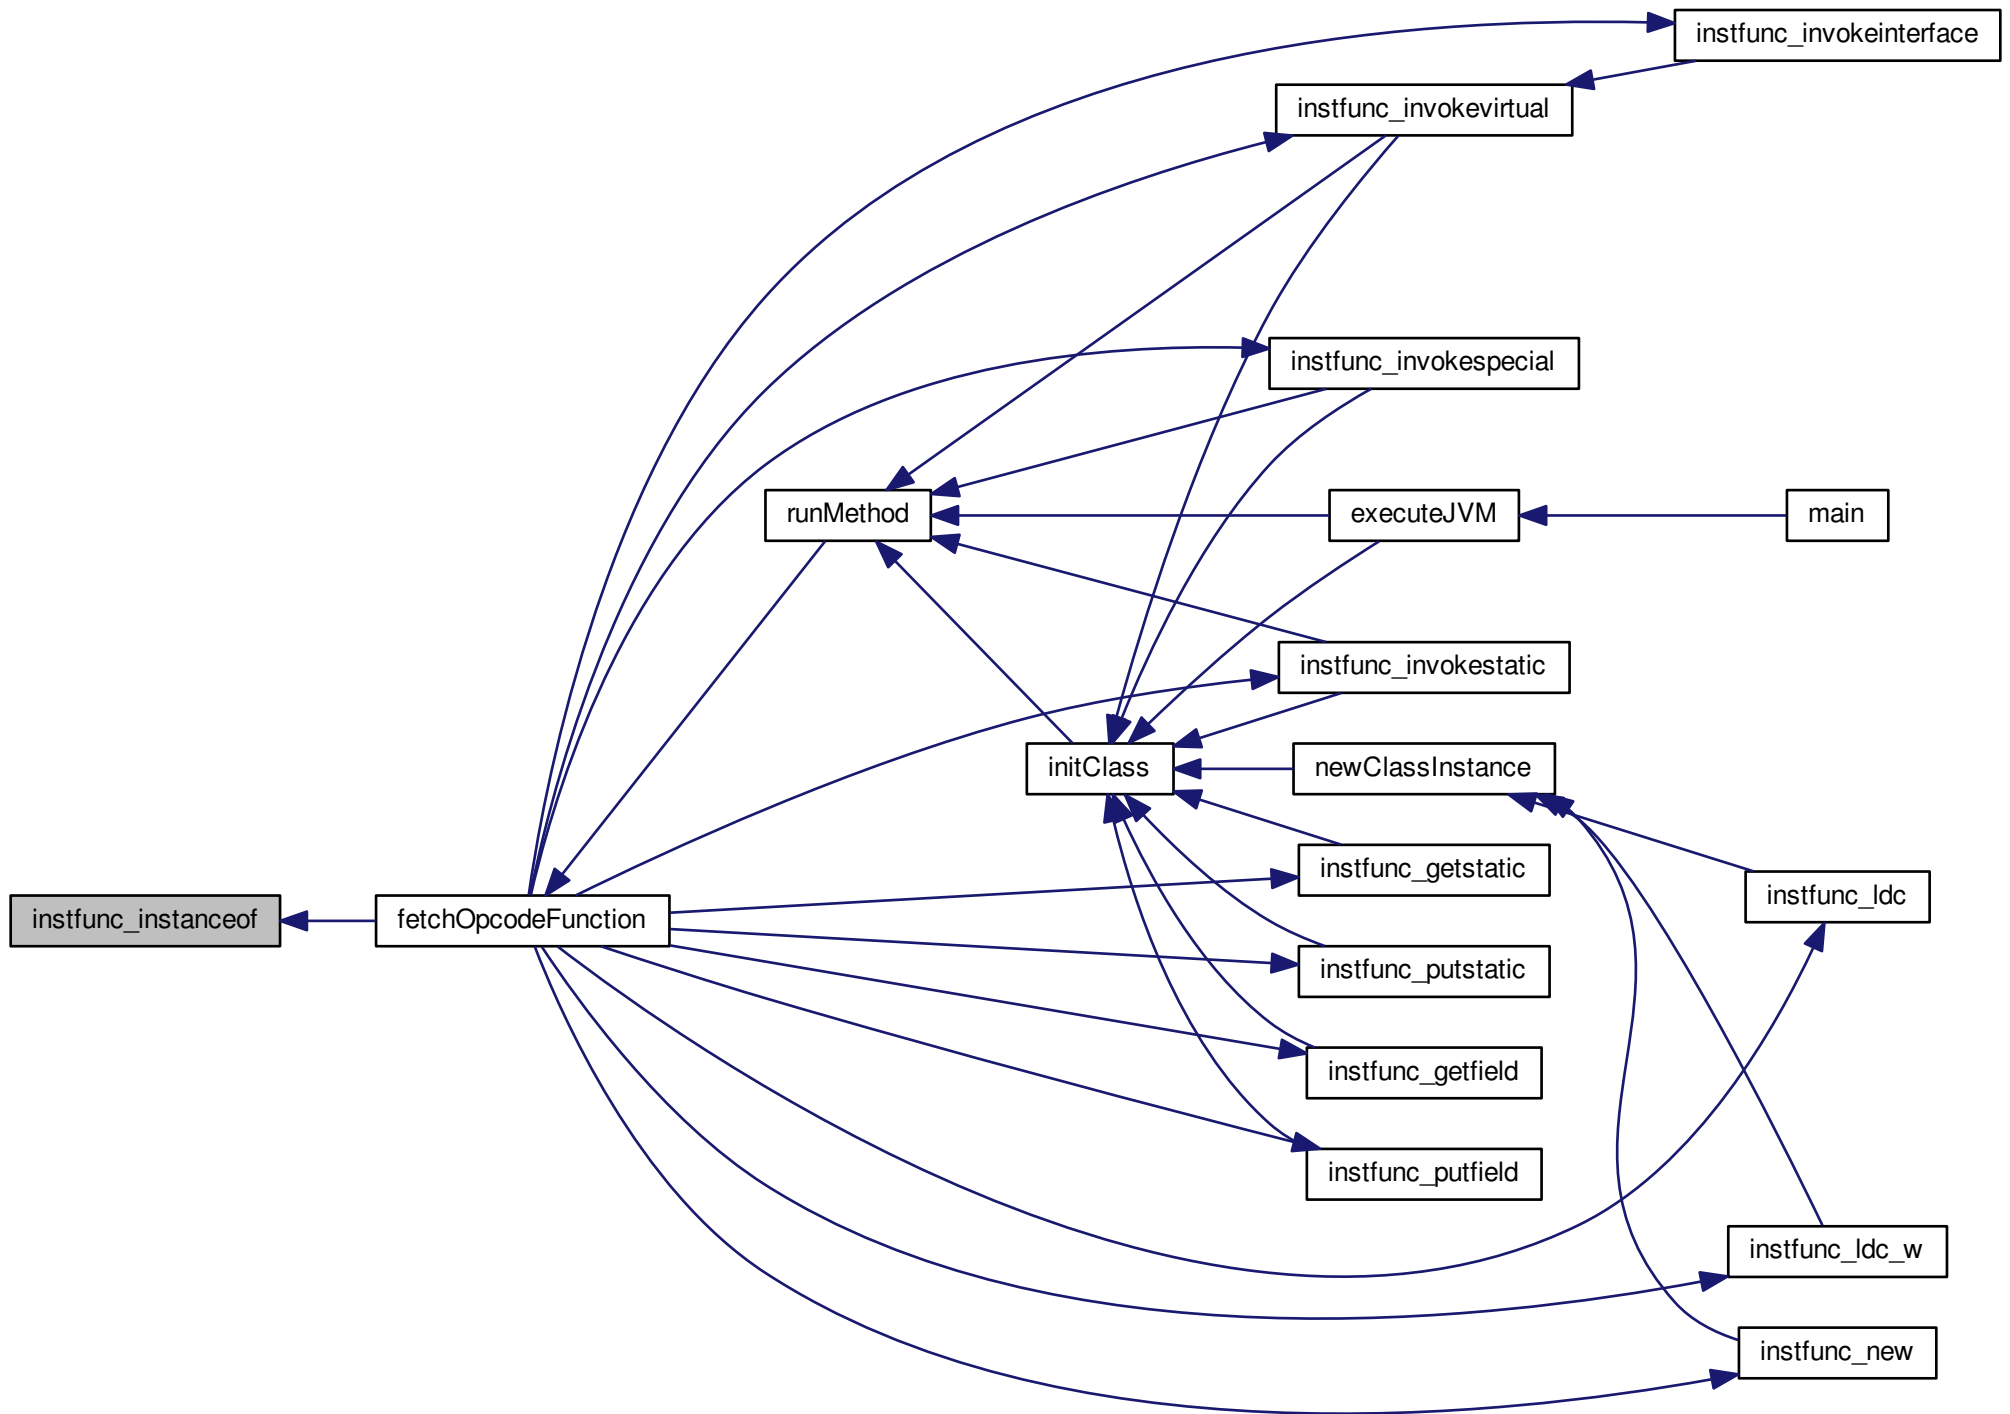 instfunc_invokeinterface
instfunc_invokevirtual
instfunc_invokespecial
runMethod
executeJVM
main
instfunc_invokestatic
initClass
newClassInstance
instfunc_getstatic
instfunc_ldc
instfunc_instanceof
fetchOpcodeFunction
instfunc_putstatic
instfunc_getfield
instfunc_putfield
instfunc_ldc_w
instfunc_new